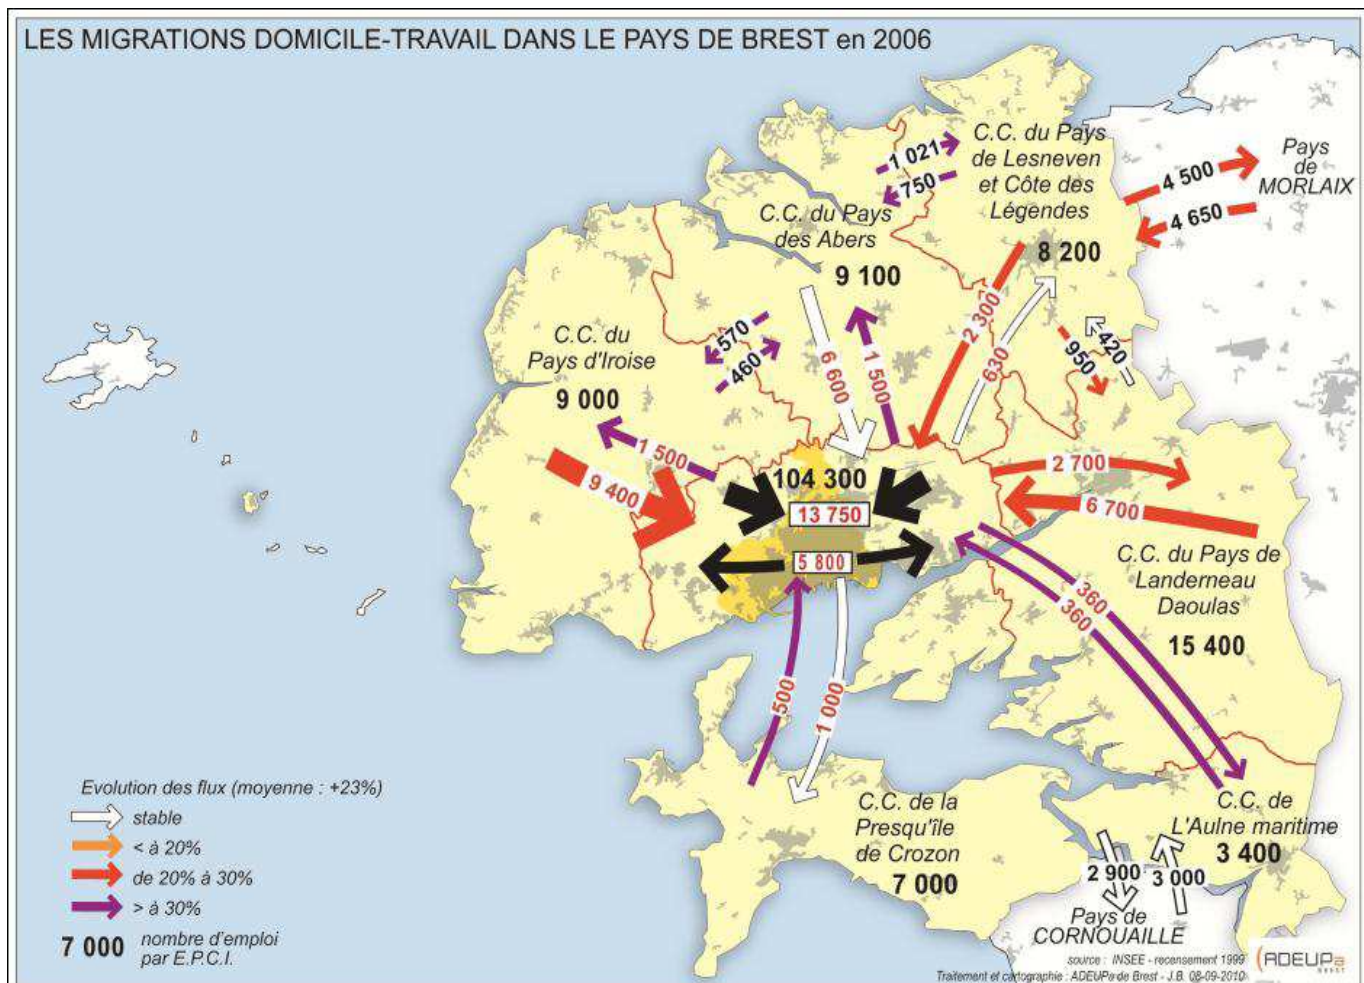 LES MIGRATIONS DOMICILE-TRAVAIL DANS LE PAYS DE BREST en 2006
C.C. du Pays
de Lesneven
et Côte des
Légendes
8 200
1 021
750
Pays
de
MORLAIX
4 500
4 650
C.C. du Pays
des Abers
9 100
C.C. du
Pays d'Iroise
9 000
570
460
6 600
1 500
2 300
630
950
420
1 500
9 400
104 300
13 750
5 800
2 700
6 700
C.C. du Pays de
Landerneau
Daoulas
15 400
360
360
500
1 000
C.C. de la
Presqu'île
de Crozon
7 000
C.C. de
L'Aulne maritime
3 400
2 900
3 000
Pays de
CORNOUAILLE
Evolution des flux (moyenne : +23%)
stable
< à 20%
de 20% à 30%
> à 30%
7 000 nombre d'emploi
par E.P.C.I.
source : INSEE - recensement 1999
Traitement et cartographie : ADEUPa de Brest - J.B. 08-09-2010
ADEUPa
BREST